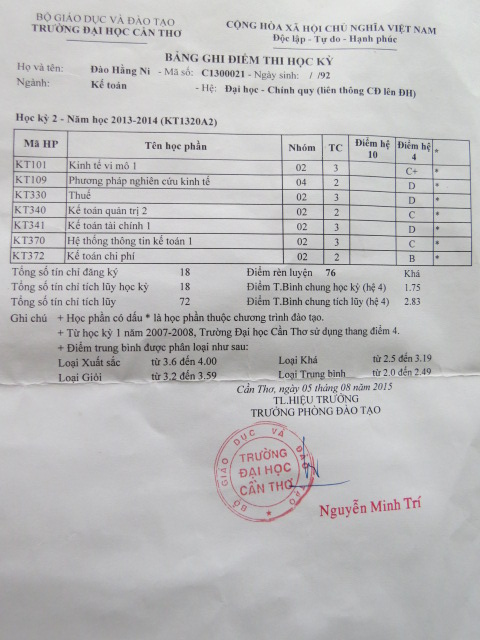 BỘ GIÁO DỤC VÀ ĐÀO TẠO
TRƯỜNG ĐẠI HỌC CẦN THƠ
CỘNG HÒA XÃ HỘI CHỦ NGHĨA VIỆT NAM
Độc lập - Tự do - Hạnh phúc
BẢNG GHI ĐIỂM THI HỌC KỲ
Họ và tên: Đào Hằng Ni - Mã số: C1300021 - Ngày sinh: / /92
Ngành: Kế toán - Hệ: Đại học - Chính quy (liên thông CĐ lên ĐH)
Học kỳ 2 - Năm học 2013-2014 (KT1320A2)
Mã HP Tên học phần Nhóm TC Điểm hệ 10 Điểm hệ 4 *
KT101 Kinh tế vi mô 1 02 3 C+ *
KT109 Phương pháp nghiên cứu kinh tế 04 2 D *
KT330 Thuế 02 3 D *
KT340 Kế toán quản trị 2 02 2 C *
KT341 Kế toán tài chính 1 02 3 D *
KT370 Hệ thống thông tin kế toán 1 02 3 C *
KT372 Kế toán chi phí 02 2 B *
Tổng số tín chỉ đăng ký 18 Điểm rèn luyện 76 Khá
Tổng số tín chỉ tích lũy học kỳ 18 Điểm T.Bình chung học kỳ (hệ 4) 1.75
Tổng số tín chỉ tích lũy 72 Điểm T.Bình chung tích lũy (hệ 4) 2.83
Ghi chú + Học phần có dấu * là học phần thuộc chương trình đào tạo.
+ Từ học kỳ 1 năm 2007-2008, Trường Đại học Cần Thơ sử dụng thang điểm 4.
+ Điểm trung bình được phân loại như sau:
Loại Xuất sắc từ 3.6 đến 4.00 Loại Khá từ 2.5 đến 3.19
Loại Giỏi từ 3.2 đến 3.59 Loại Trung bình từ 2.0 đến 2.49
Cần Thơ, ngày 05 tháng 08 năm 2015
TL.HIỆU TRƯỞNG
TRƯỞNG PHÒNG ĐÀO TẠO
BỘ GIÁO DỤC VÀ ĐÀO TẠO
TRƯỜNG
ĐẠI HỌC
CẦN THƠ
Nguyễn Minh Trí